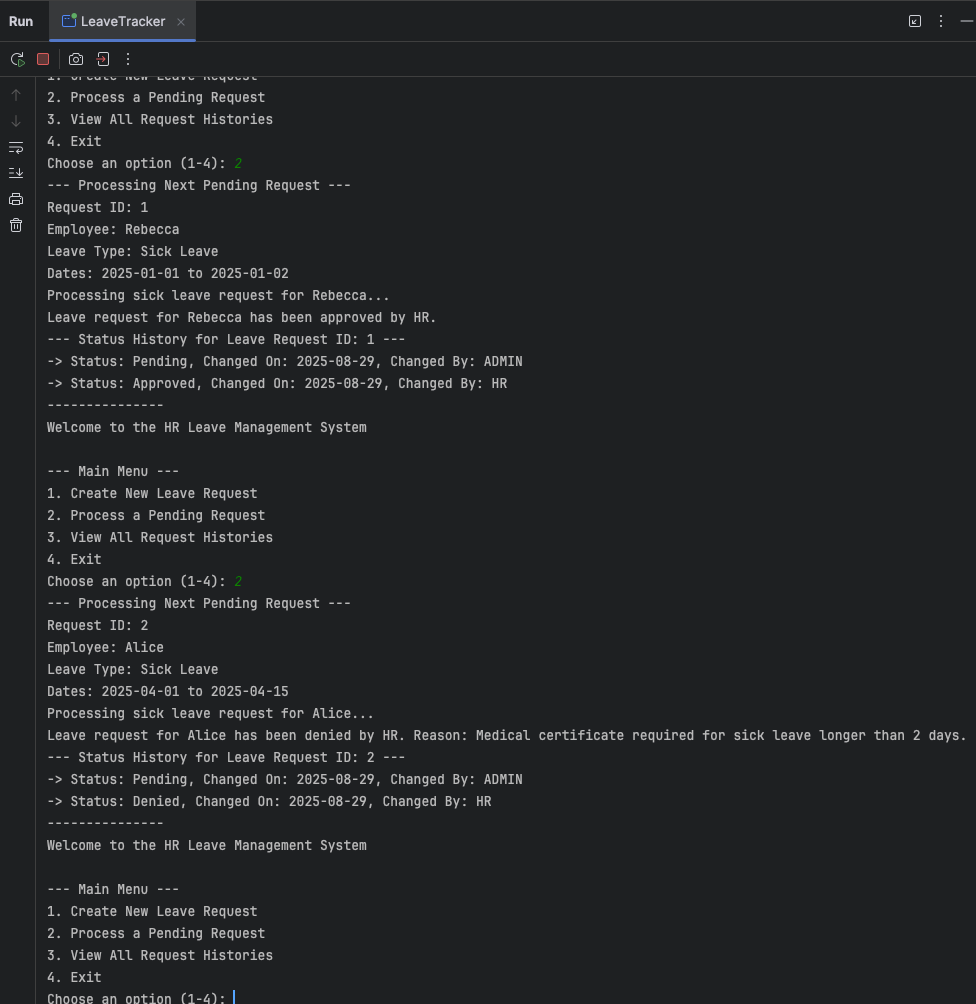 Run LeaveTracker
1. Create New Leave Request
2. Process a Pending Request
3. View All Request Histories
4. Exit
Choose an option (1-4): 2
--- Processing Next Pending Request ---
Request ID: 1
Employee: Rebecca
Leave Type: Sick Leave
Dates: 2025-01-01 to 2025-01-02
Processing sick leave request for Rebecca...
Leave request for Rebecca has been approved by HR.
--- Status History for Leave Request ID: 1 ---
-> Status: Pending, Changed On: 2025-08-29, Changed By: ADMIN
-> Status: Approved, Changed On: 2025-08-29, Changed By: HR
---------------
Welcome to the HR Leave Management System
--- Main Menu ---
1. Create New Leave Request
2. Process a Pending Request
3. View All Request Histories
4. Exit
Choose an option (1-4): 2
--- Processing Next Pending Request ---
Request ID: 2
Employee: Alice
Leave Type: Sick Leave
Dates: 2025-04-01 to 2025-04-15
Processing sick leave request for Alice...
Leave request for Alice has been denied by HR. Reason: Medical certificate required for sick leave longer than 2 days.
--- Status History for Leave Request ID: 2 ---
-> Status: Pending, Changed On: 2025-08-29, Changed By: ADMIN
-> Status: Denied, Changed On: 2025-08-29, Changed By: HR
---------------
Welcome to the HR Leave Management System
--- Main Menu ---
1. Create New Leave Request
2. Process a Pending Request
3. View All Request Histories
4. Exit
Choose an option (1-4):